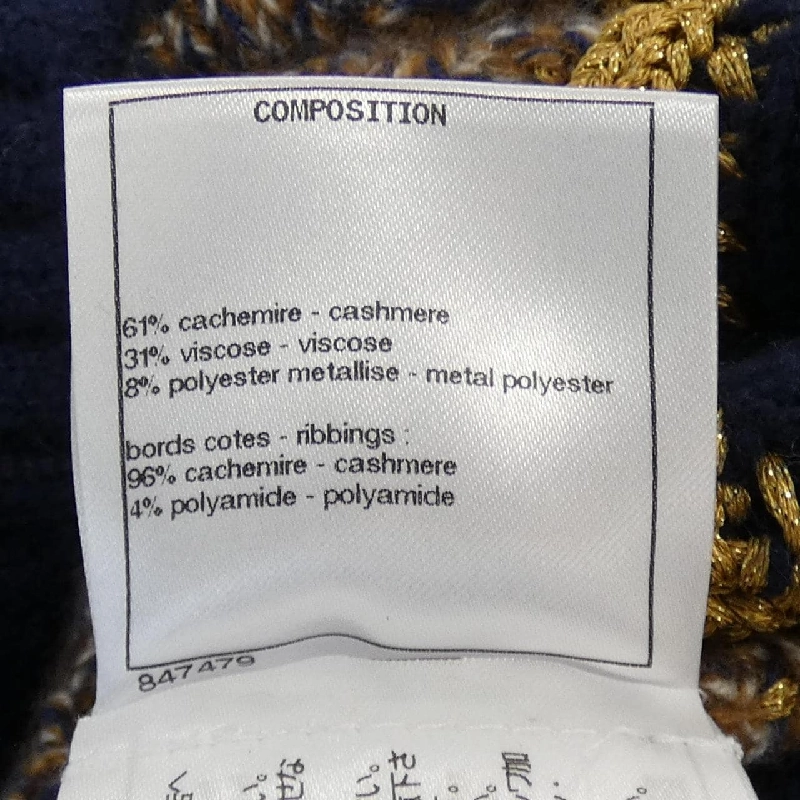 COMPOSITION
61% cachemire - cashmere
31% viscose - viscose
8% polyester metallise - metal polyester
bords cotes - ribbings :
96% cachemire - cashmere
4% polyamide - polyamide
847479